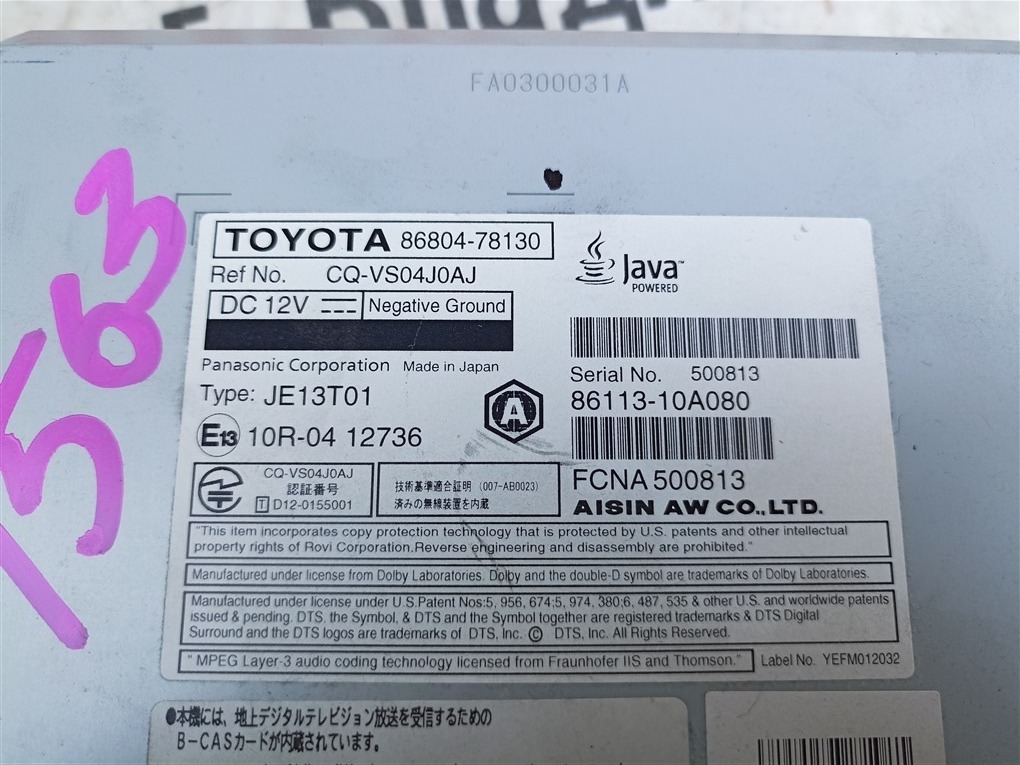 FA0300031A
TOYOTA 86804-78130
Ref No. CQ-VS04J0AJ
DC 12V Negative Ground
Panasonic Corporation Made in Japan
Type: JE13T01
A
E13 10R-04 12736
CQ-VS04J0AJ
認証番号
T D12-0155001
技術基準適合証明 (007-AB0023)
済みの無線装置を内蔵
Java™
POWERED
Serial No. 500813
86113-10A080
FCNA 500813
AISIN AW CO.,LTD.
"This item incorporates copy protection technology that is protected by U.S. patents and other intellectual
property rights of Rovi Corporation.Reverse engineering and disassembly are prohibited."
Manufactured under license from Dolby Laboratories. Dolby and the double-D symbol are trademarks of Dolby Laboratories.
Manufactured under license under U.S.Patent Nos:5, 956, 674;5, 974, 380;6, 487, 535 & other U.S. and worldwide patents
issued & pending. DTS, the Symbol, & DTS and the Symbol together are registered trademarks & DTS Digital
Surround and the DTS logos are trademarks of DTS, Inc. © DTS, Inc. All Rights Reserved.
"MPEG Layer-3 audio coding technology licensed from Fraunhofer IIS and Thomson."
Label No. YEFM012032
●本機には、地上デジタルテレビジョン放送を受信するための
B-CASカードが内蔵されています。
1563